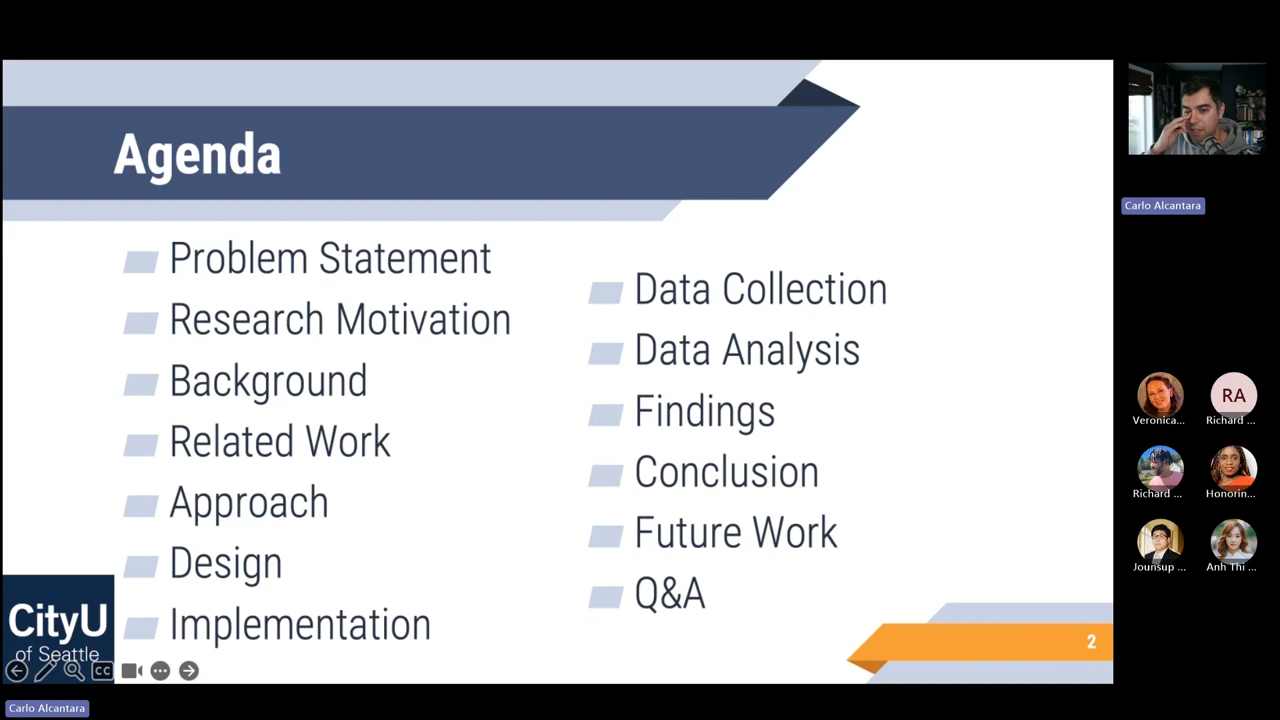 Agenda
Problem Statement
Research Motivation
Background
Related Work
Approach
Design
Implementation
Data Collection
Data Analysis
Findings
Conclusion
Future Work
Q&A
CityU
of Seattle
CC
2
Carlo Alcantara
Carlo Alcantara
RA
Veronica...
Richard ...
Richard ...
Honorin...
Jounsup ...
Anh Thi ...